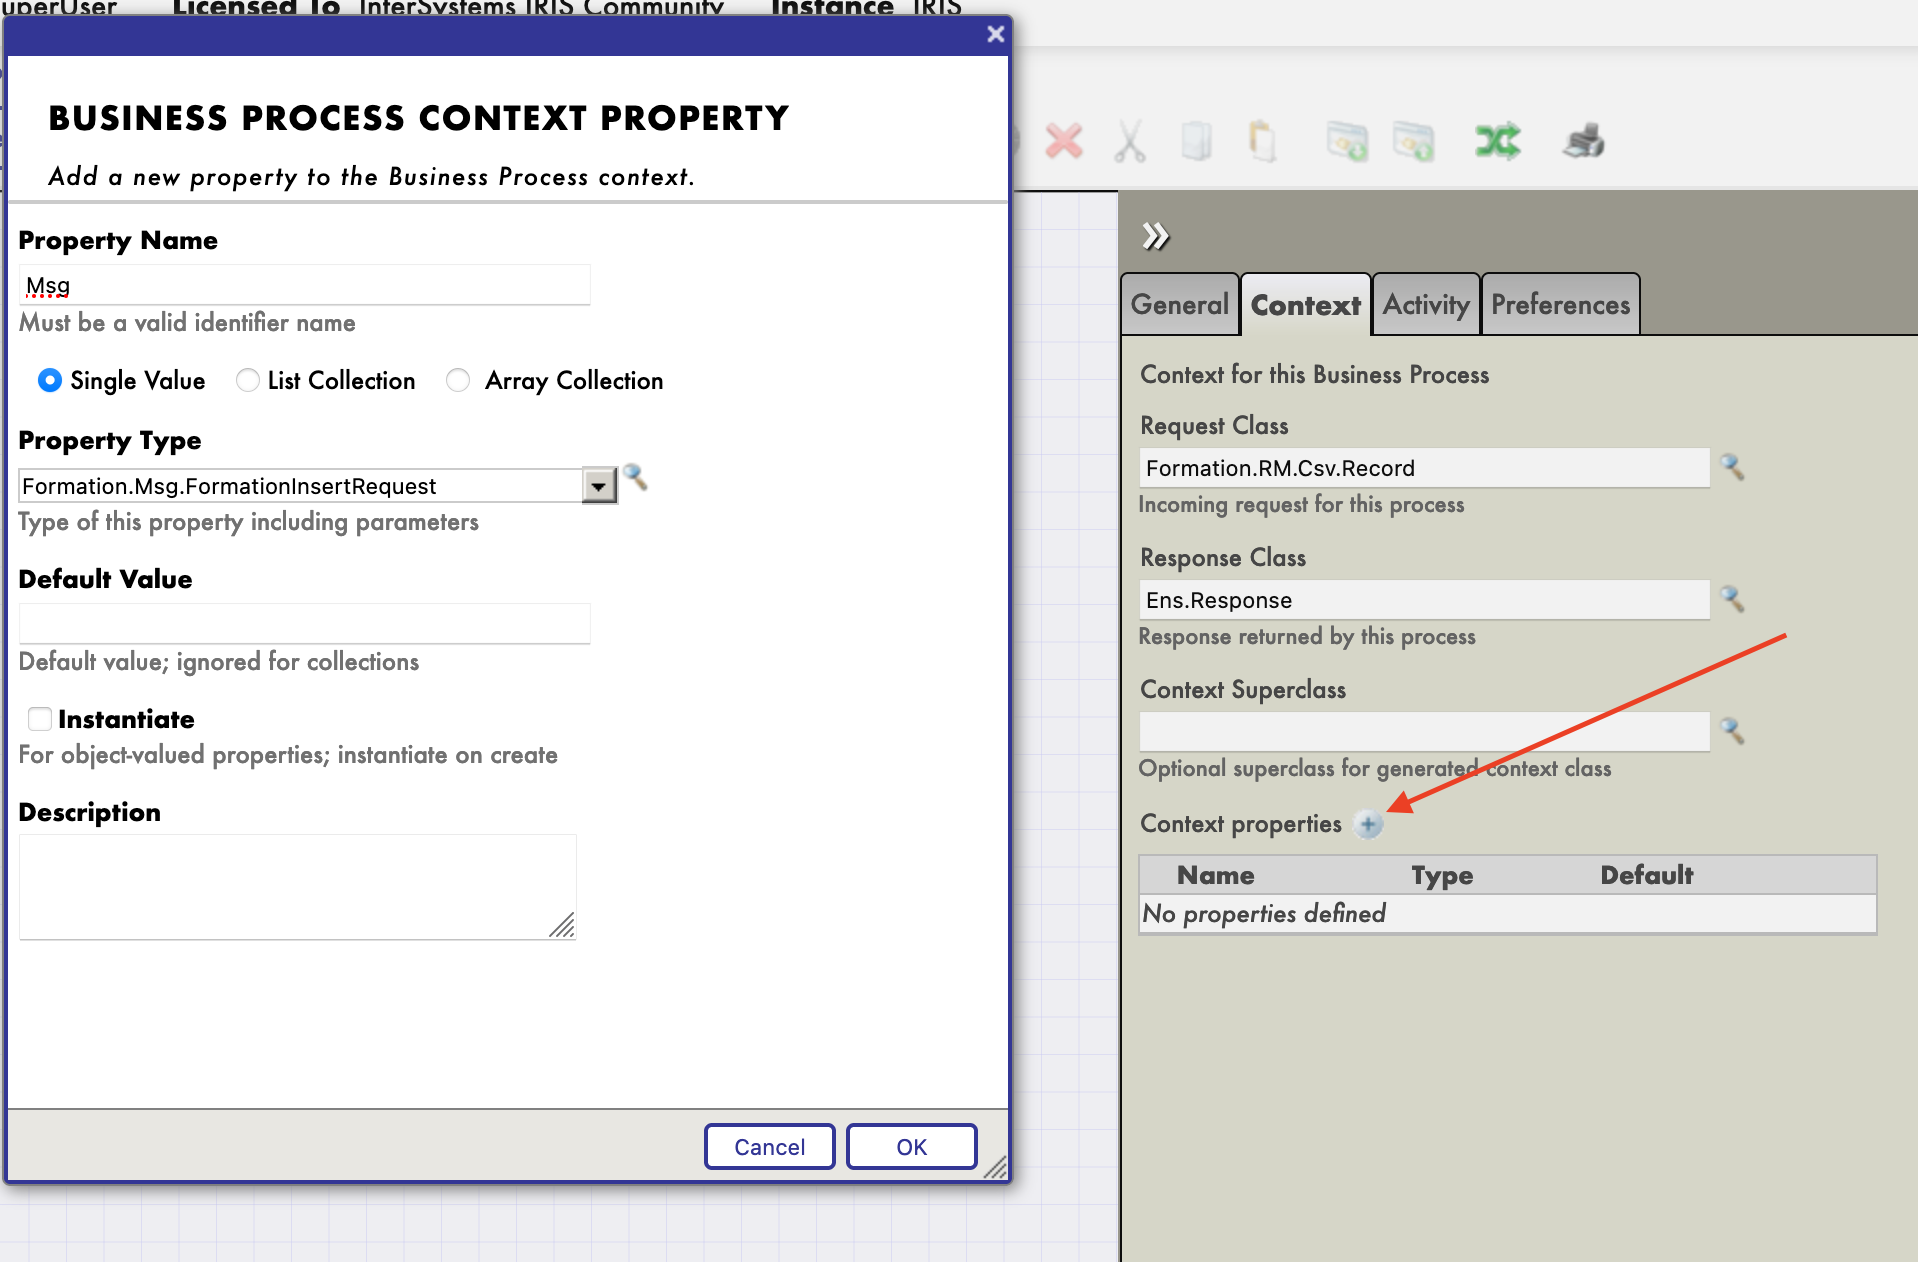 uperUser Licensed To InterSystems IRIS Community Instance IRIS
BUSINESS PROCESS CONTEXT PROPERTY
Add a new property to the Business Process context.
Property Name
Msg
Must be a valid identifier name
Single Value List Collection Array Collection
Property Type
Formation.Msg.FormationInsertRequest
Type of this property including parameters
Default Value
Default value; ignored for collections
Instantiate
For object-valued properties; instantiate on create
Description
Cancel OK
General Context Activity Preferences
Context for this Business Process
Request Class
Formation.RM.Csv.Record
Incoming request for this process
Response Class
Ens.Response
Response returned by this process
Context Superclass
Optional superclass for generated context class
Context properties
Name Type Default
No properties defined